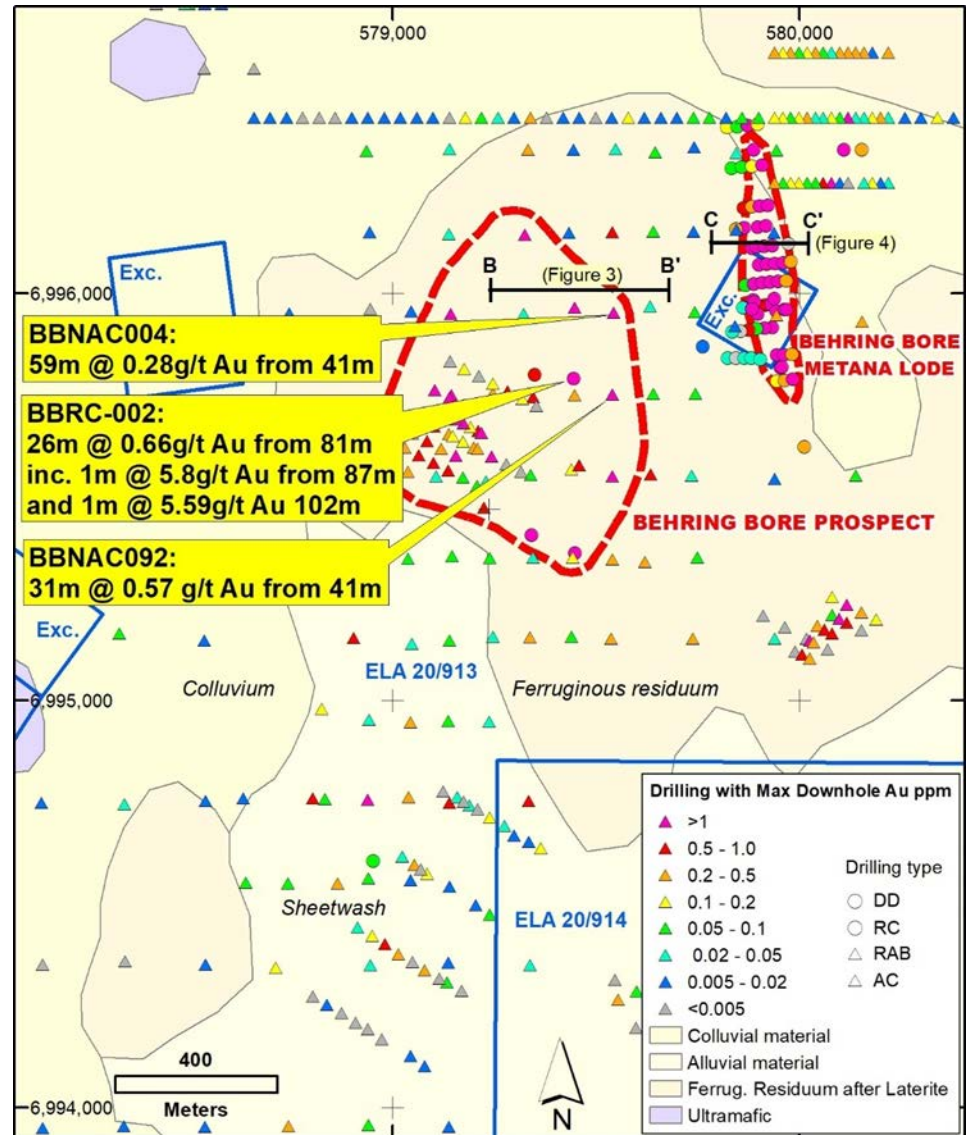 579,000
580,000
C
C'
(Figure 4)
B
(Figure 3)
B'
Exc.
6,996,000
Exc.
BBNAC004:
59m @ 0.28g/t Au from 41m
BEHRING BORE
METANA LODE
BBRC-002:
26m @ 0.66g/t Au from 81m
inc. 1m @ 5.8g/t Au from 87m
and 1m @ 5.59g/t Au 102m
BEHRING BORE PROSPECT
BBNAC092:
31m @ 0.57 g/t Au from 41m
Exc.
ELA 20/913
Colluvium
Ferruginous residuum
6,995,000
Sheetwash
ELA 20/914
Drilling with Max Downhole Au ppm
>1
0.5 - 1.0
0.2 - 0.5
0.1 - 0.2
0.05 - 0.1
0.02 - 0.05
0.005 - 0.02
<0.005
Drilling type
DD
RC
RAB
AC
Colluvial material
Alluvial material
Ferrug. Residuum after Laterite
Ultramafic
400
Meters
N
6,994,000